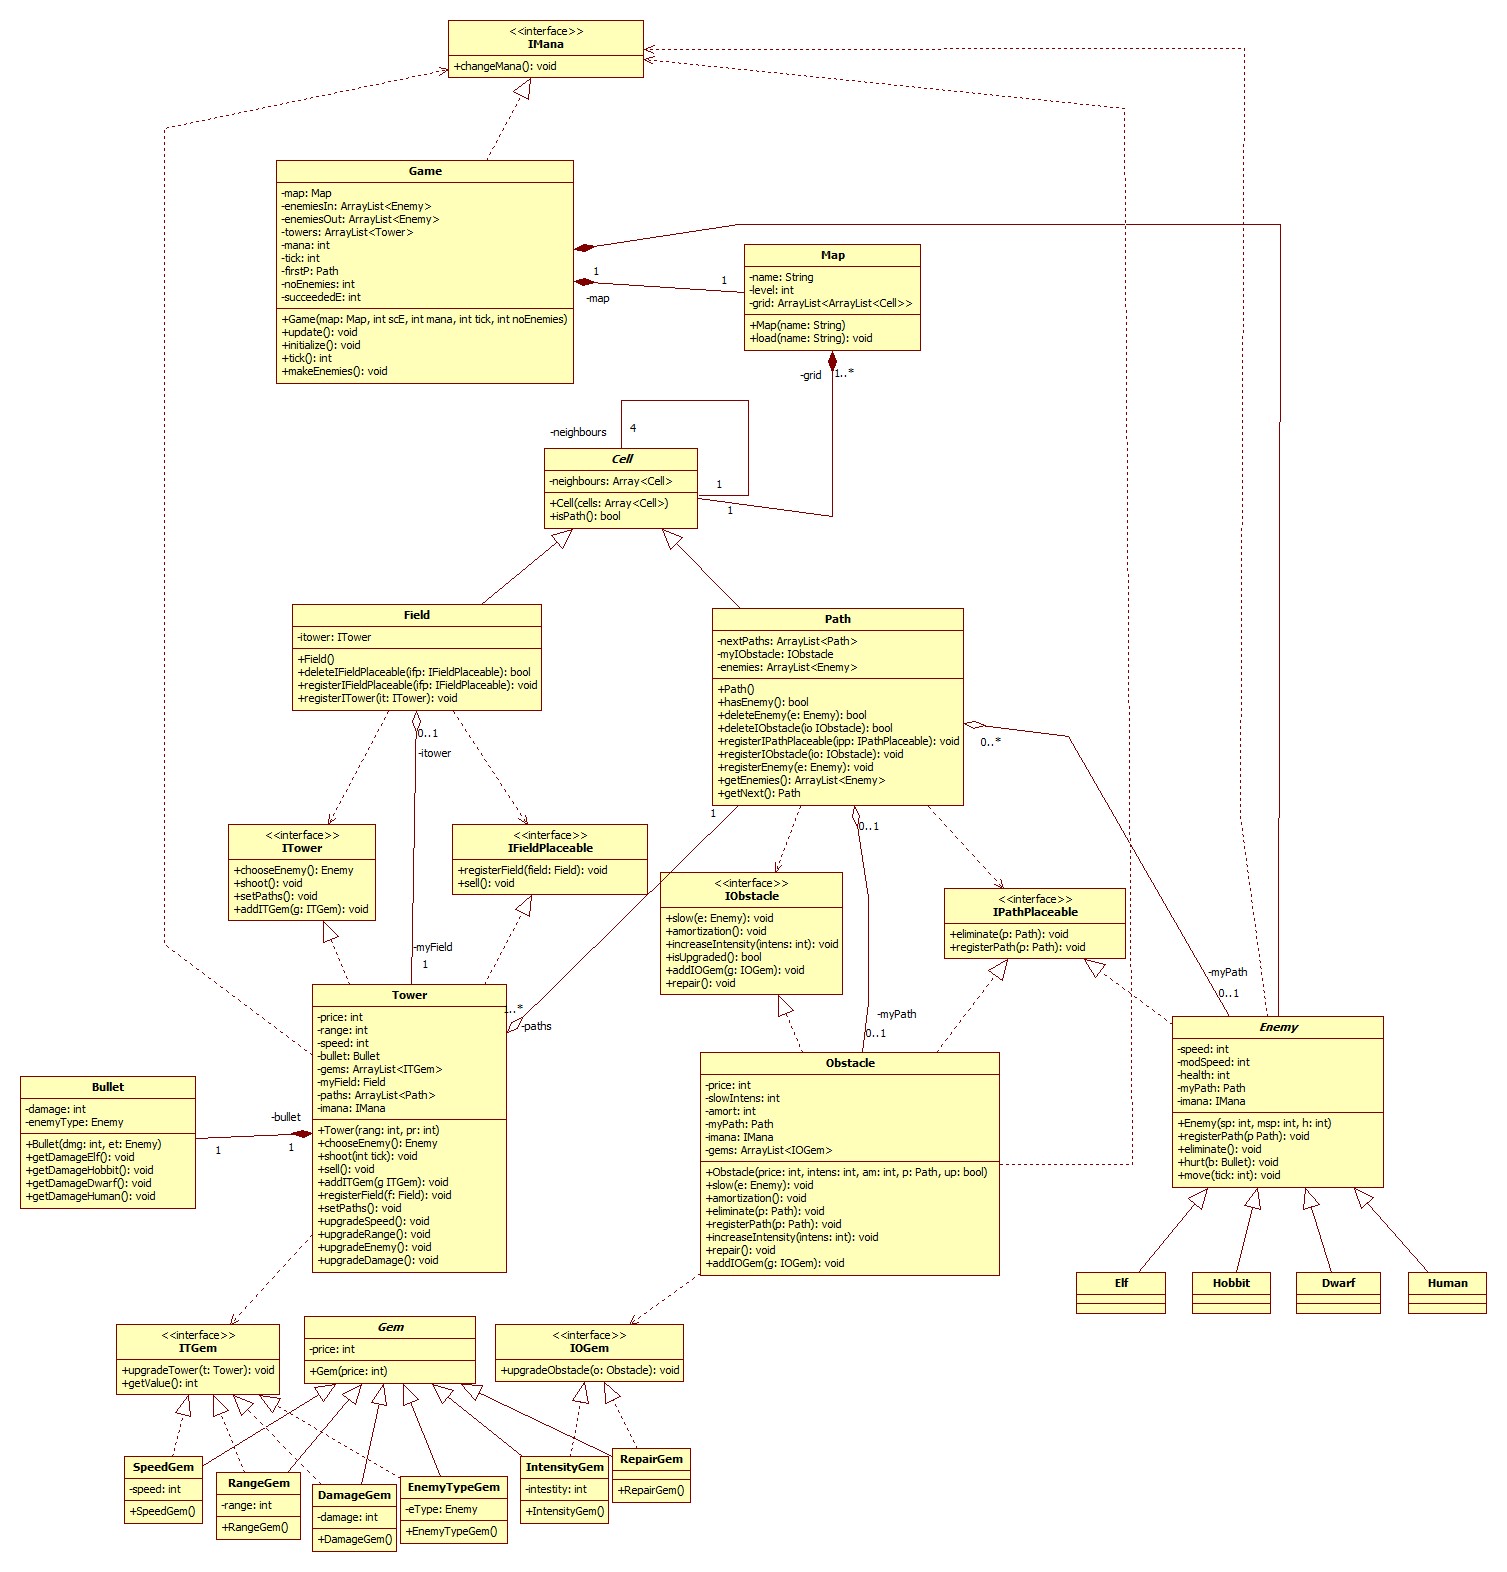 <<interface>>
IMana
+changeMana(): void
Game
-map: Map
-enemiesIn: ArrayList<Enemy>
-enemiesOut: ArrayList<Enemy>
-towers: ArrayList<Tower>
-mana: int
-tick: int
-firstP: Path
-noEnemies: int
-succeededE: int
+Game(map: Map, int scE, int mana, int tick, int noEnemies)
+update(): void
+initialize(): void
+tick(): int
+makeEnemies(): void
1
-map
1
Map
-name: String
-level: int
-grid: ArrayList<ArrayList<Cell>>
+Map(name: String)
+load(name: String): void
-grid
1..*
-neighbours
4
1
1
Cell
-neighbours: Array<Cell>
+Cell(cells: Array<Cell>)
+isPath(): bool
Field
-itower: ITower
+Field()
+deleteIFieldPlaceable(ifp: IFieldPlaceable): bool
+registerIFieldPlaceable(ifp: IFieldPlaceable): void
+registerITower(it: ITower): void
0..1
-itower
Path
-nextPaths: ArrayList<Path>
-myIObstacle: IObstacle
-enemies: ArrayList<Enemy>
+Path()
+hasEnemy(): bool
+deleteEnemy(e: Enemy): bool
+deleteIObstacle(io IObstacle): bool
+registerIPathPlaceable(ipp: IPathPlaceable): void
+registerIObstacle(io: IObstacle): void
+registerEnemy(e: Enemy): void
+getEnemies(): ArrayList<Enemy>
+getNext(): Path
0..*
1
0..1
<<interface>>
ITower
+chooseEnemy(): Enemy
+shoot(): void
+setPaths(): void
+addITGem(g: ITGem): void
<<interface>>
IFieldPlaceable
+registerField(field: Field): void
+sell(): void
<<interface>>
IObstacle
+slow(e: Enemy): void
+amortization(): void
+increaseIntensity(intens: int): void
+isUpgraded(): bool
+addIOGem(g: IOGem): void
+repair(): void
<<interface>>
IPathPlaceable
+eliminate(p: Path): void
+registerPath(p: Path): void
-myField
1
1..*
-paths
-myPath
0..1
-myPath
0..1
Tower
-price: int
-range: int
-speed: int
-bullet: Bullet
-gems: ArrayList<ITGem>
-myField: Field
-paths: ArrayList<Path>
-imana: IMana
+Tower(rang: int, pr: int)
+chooseEnemy(): Enemy
+shoot(int tick): void
+sell(): void
+addITGem(g ITGem): void
+registerField(f: Field): void
+setPaths(): void
+upgradeSpeed(): void
+upgradeRange(): void
+upgradeEnemy(): void
+upgradeDamage(): void
Bullet
-damage: int
-enemyType: Enemy
+Bullet(dmg: int, et: Enemy)
+getDamageElf(): void
+getDamageHobbit(): void
+getDamageDwarf(): void
+getDamageHuman(): void
-bullet
1
1
Obstacle
-price: int
-slowIntens: int
-amort: int
-myPath: Path
-imana: IMana
-gems: ArrayList<IOGem>
+Obstacle(price: int, intens: int, am: int, p: Path, up: bool)
+slow(e: Enemy): void
+amortization(): void
+eliminate(p: Path): void
+registerPath(p: Path): void
+increaseIntensity(intens: int): void
+repair(): void
+addIOGem(g: IOGem): void
Enemy
-speed: int
-modSpeed: int
-health: int
-myPath: Path
-imana: IMana
+Enemy(sp: int, msp: int, h: int)
+registerPath(p Path): void
+eliminate(): void
+hurt(b: Bullet): void
+move(tick: int): void
Elf
Hobbit
Dwarf
Human
<<interface>>
ITGem
+upgradeTower(t: Tower): void
+getValue(): int
Gem
-price: int
+Gem(price: int)
<<interface>>
IOGem
+upgradeObstacle(o: Obstacle): void
SpeedGem
-speed: int
+SpeedGem()
RangeGem
-range: int
+RangeGem()
DamageGem
-damage: int
+DamageGem()
EnemyTypeGem
-eType: Enemy
+EnemyTypeGem()
IntensityGem
-intestity: int
+IntensityGem()
RepairGem
+RepairGem()